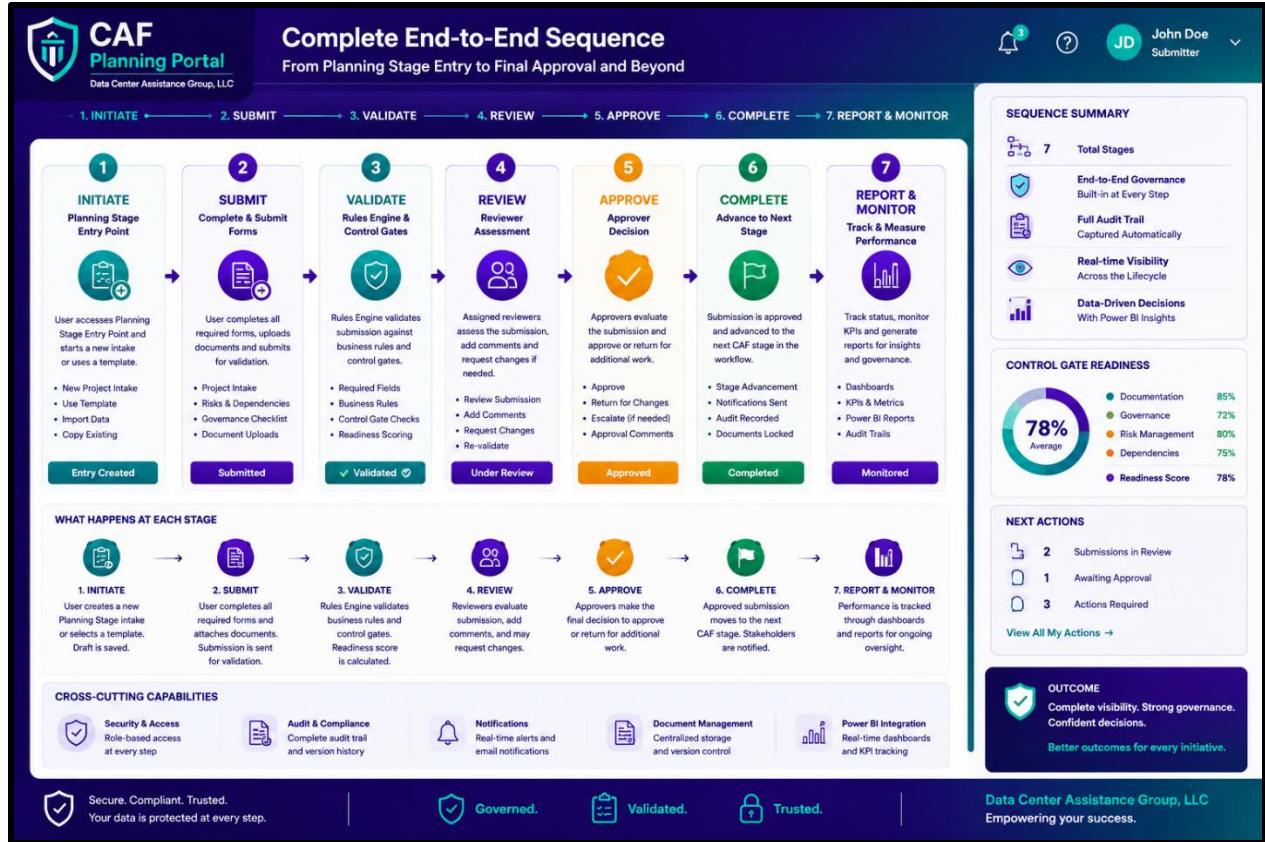 CAF
Planning Portal
Data Center Assistance Group, LLC
Complete End-to-End Sequence
From Planning Stage Entry to Final Approval and Beyond
3
?
JD
John Doe
Submitter
1. INITIATE
2. SUBMIT
3. VALIDATE
4. REVIEW
5. APPROVE
6. COMPLETE
7. REPORT & MONITOR
1
INITIATE
Planning Stage
Entry Point
User accesses Planning
Stage Entry Point and
starts a new intake
or uses a template.
• New Project Intake
• Use Template
• Import Data
• Copy Existing
Entry Created
2
SUBMIT
Complete & Submit
Forms
User completes all
required forms, uploads
documents and submits
for validation.
• Project Intake
• Risks & Dependencies
• Governance Checklist
• Document Uploads
Submitted
3
VALIDATE
Rules Engine &
Control Gates
Rules Engine validates
submission against
business rules and
control gates.
• Required Fields
• Business Rules
• Control Gate Checks
• Readiness Scoring
Validated
4
REVIEW
Reviewer
Assessment
Assigned reviewers
assess the submission,
add comments and
request changes if
needed.
• Review Submission
• Add Comments
• Request Changes
• Re-validate
Under Review
5
APPROVE
Approver
Decision
Approvers evaluate
the submission and
approve or return for
additional work.
• Approve
• Return for Changes
• Escalate (if needed)
• Approval Comments
Approved
6
COMPLETE
Advance to Next
Stage
Submission is approved
and advanced to the
next CAF stage in the
workflow.
• Stage Advancement
• Notifications Sent
• Audit Recorded
• Documents Locked
Completed
7
REPORT &
MONITOR
Track & Measure
Performance
Track status, monitor
KPIs and generate
reports for insights
and governance.
• Dashboards
• KPIs & Metrics
• Power BI Reports
• Audit Trails
Monitored
WHAT HAPPENS AT EACH STAGE
1. INITIATE
User creates a new
Planning Stage intake
or selects a template.
Draft is saved.
2. SUBMIT
User completes all
required forms and
attaches documents.
Submission is sent
for validation.
3. VALIDATE
Rules Engine validates
business rules and
control gates.
Readiness score
is calculated.
4. REVIEW
Reviewers evaluate
submission, add
comments, and may
request changes.
5. APPROVE
Approvers make the
final decision to approve
or return for additional
work.
6. COMPLETE
Approved submission
moves to the next
CAF stage. Stakeholders
are notified.
7. REPORT & MONITOR
Performance is tracked
through dashboards
and reports for ongoing
oversight.
CROSS-CUTTING CAPABILITIES
Security & Access
Role-based access
at every step
Audit & Compliance
Complete audit trail
and version history
Notifications
Real-time alerts and
email notifications
Document Management
Centralized storage
and version control
Power BI Integration
Real-time dashboards
and KPI tracking
SEQUENCE SUMMARY
7 Total Stages
End-to-End Governance
Built-in at Every Step
Full Audit Trail
Captured Automatically
Real-time Visibility
Across the Lifecycle
Data-Driven Decisions
With Power BI Insights
CONTROL GATE READINESS
78%
Average
Documentation 85%
Governance 72%
Risk Management 80%
Dependencies 75%
Readiness Score 78%
NEXT ACTIONS
2 Submissions in Review
1 Awaiting Approval
3 Actions Required
View All My Actions →
OUTCOME
Complete visibility. Strong governance.
Confident decisions.
Better outcomes for every initiative.
Secure. Compliant. Trusted.
Your data is protected at every step.
Governed.
Validated.
Trusted.
Data Center Assistance Group, LLC
Empowering your success.